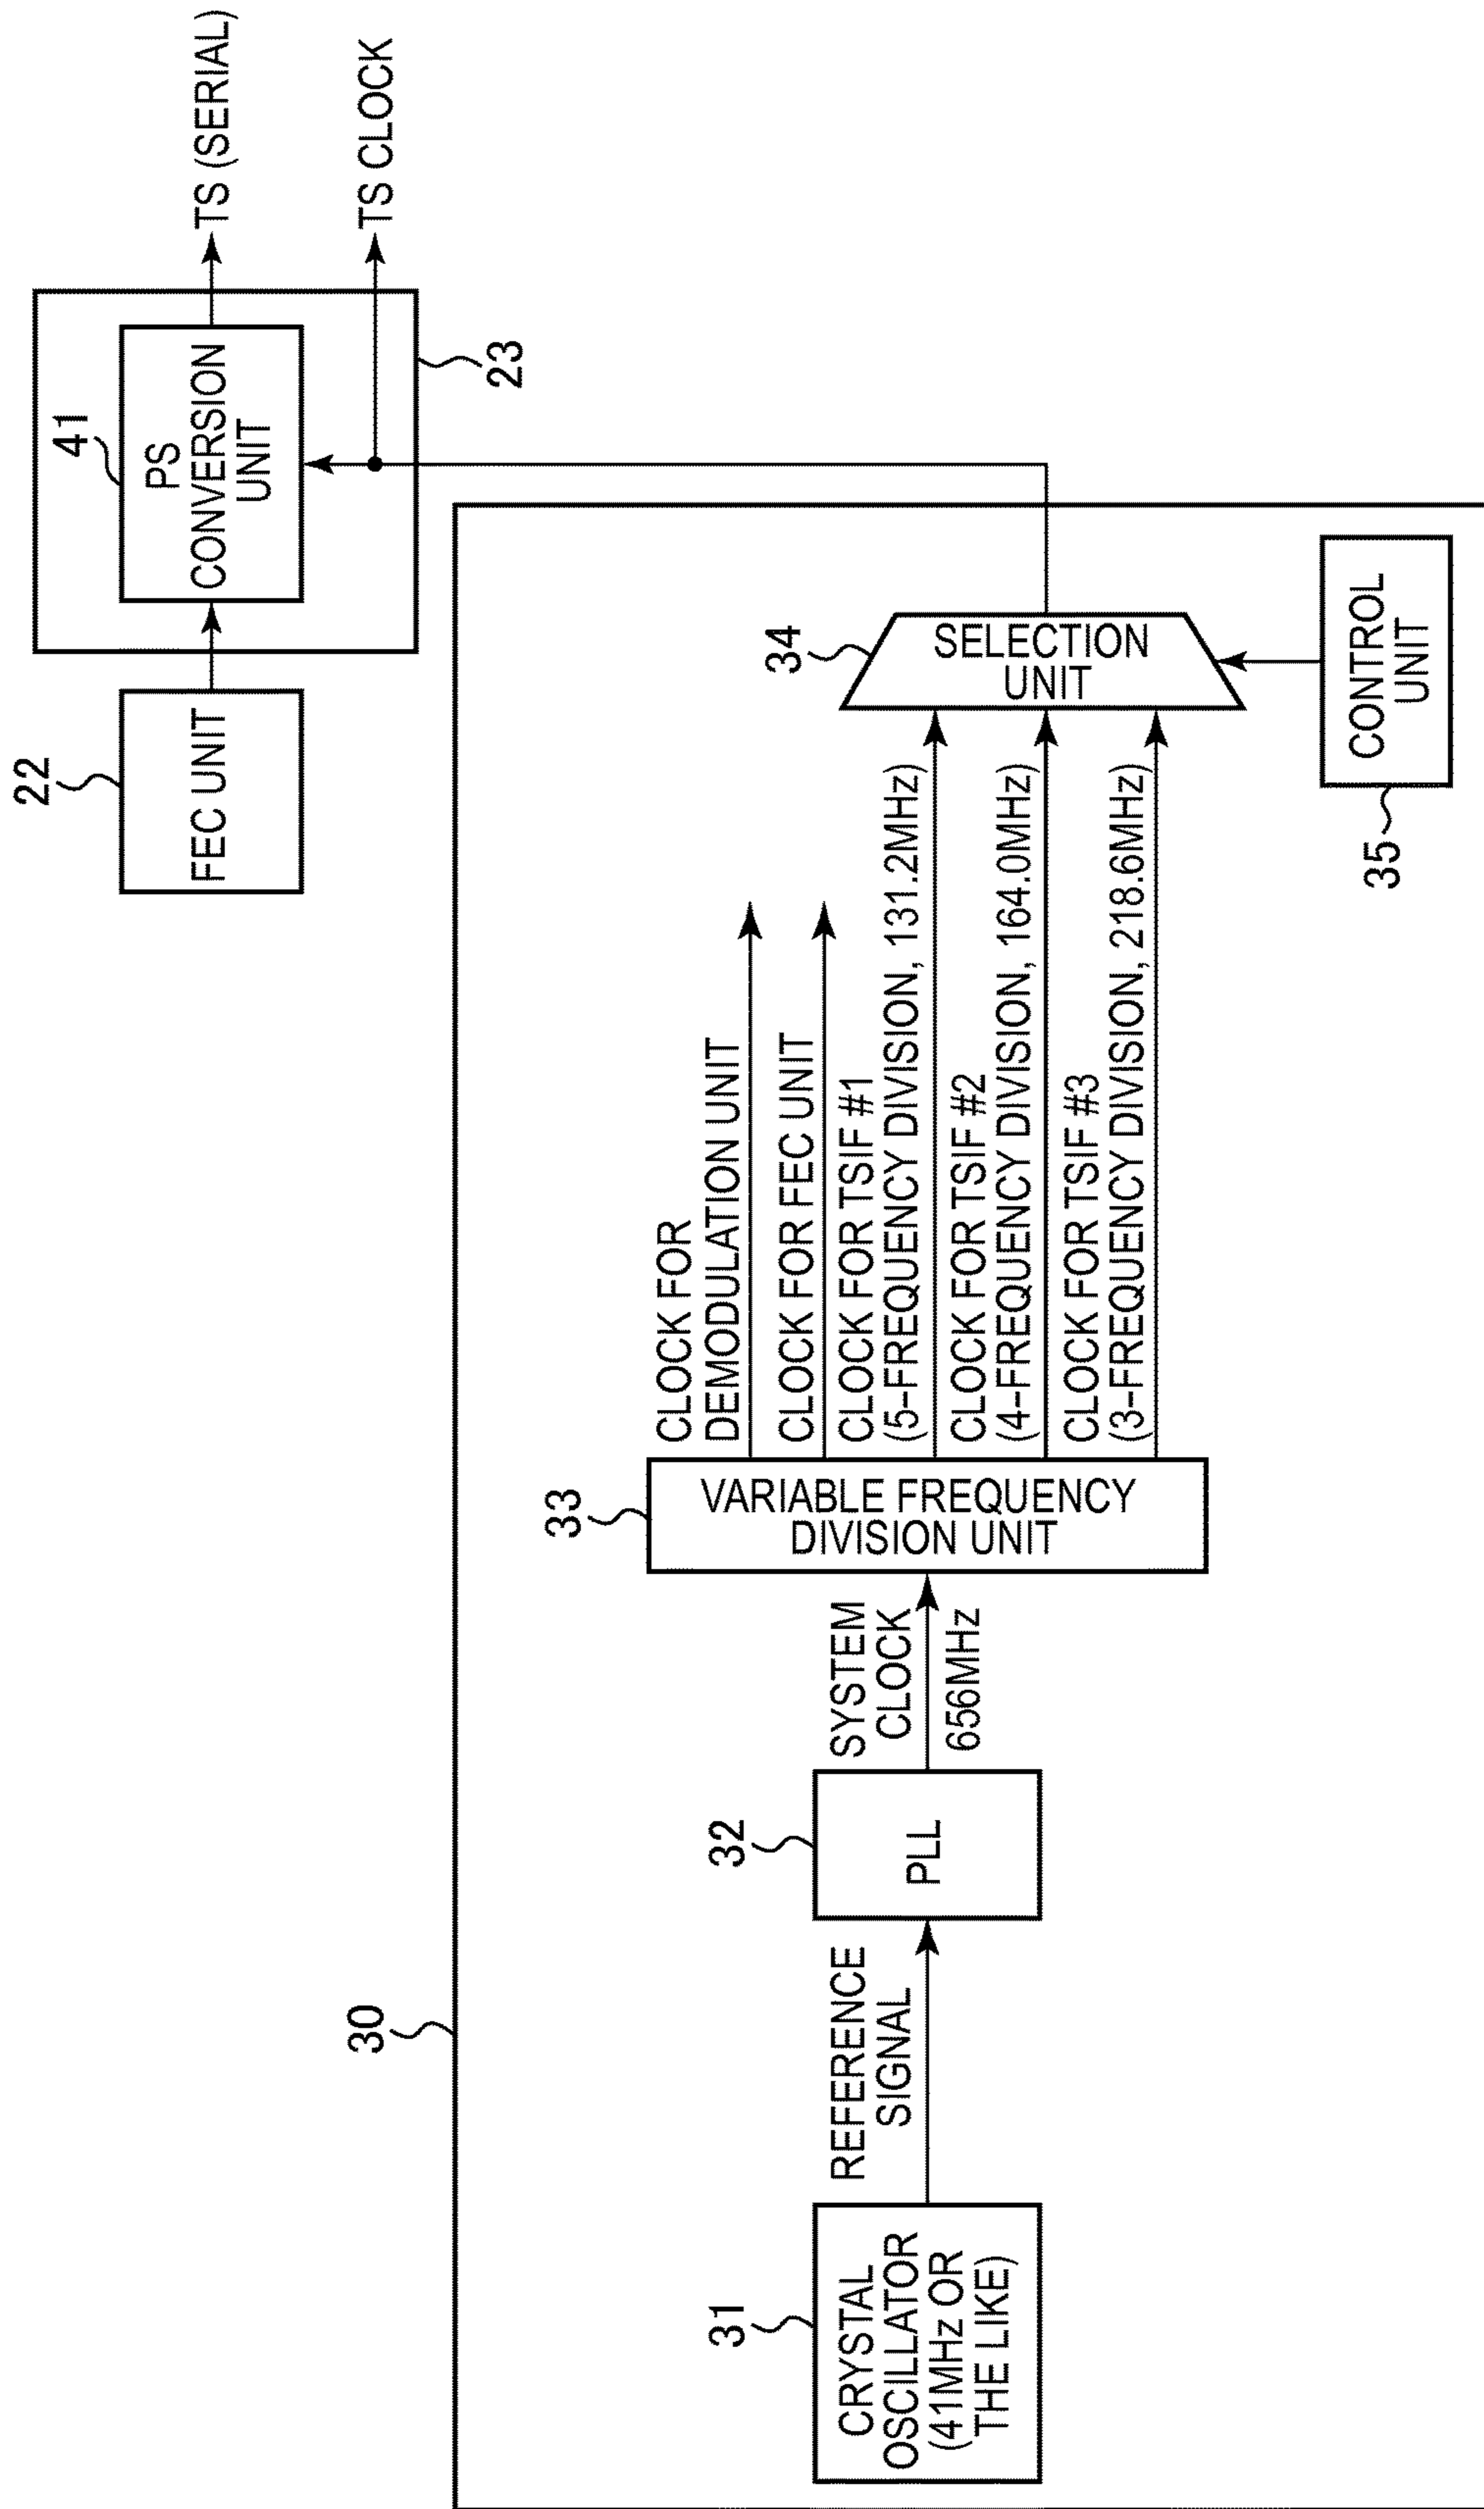 22
FEC UNIT
41
PS
CONVERSION
UNIT
23
TS (SERIAL)
TS CLOCK
30
31
CRYSTAL
OSCILLATOR
(41MHz OR
THE LIKE)
REFERENCE
SIGNAL
32
PLL
SYSTEM
CLOCK
656MHz
33
VARIABLE FREQUENCY
DIVISION UNIT
CLOCK FOR
DEMODULATION UNIT
CLOCK FOR FEC UNIT
CLOCK FOR TSIF #1
(5-FREQUENCY DIVISION, 131.2MHz)
CLOCK FOR TSIF #2
(4-FREQUENCY DIVISION, 164.0MHz)
CLOCK FOR TSIF #3
(3-FREQUENCY DIVISION, 218.6MHz)
34
SELECTION
UNIT
35
CONTROL
UNIT